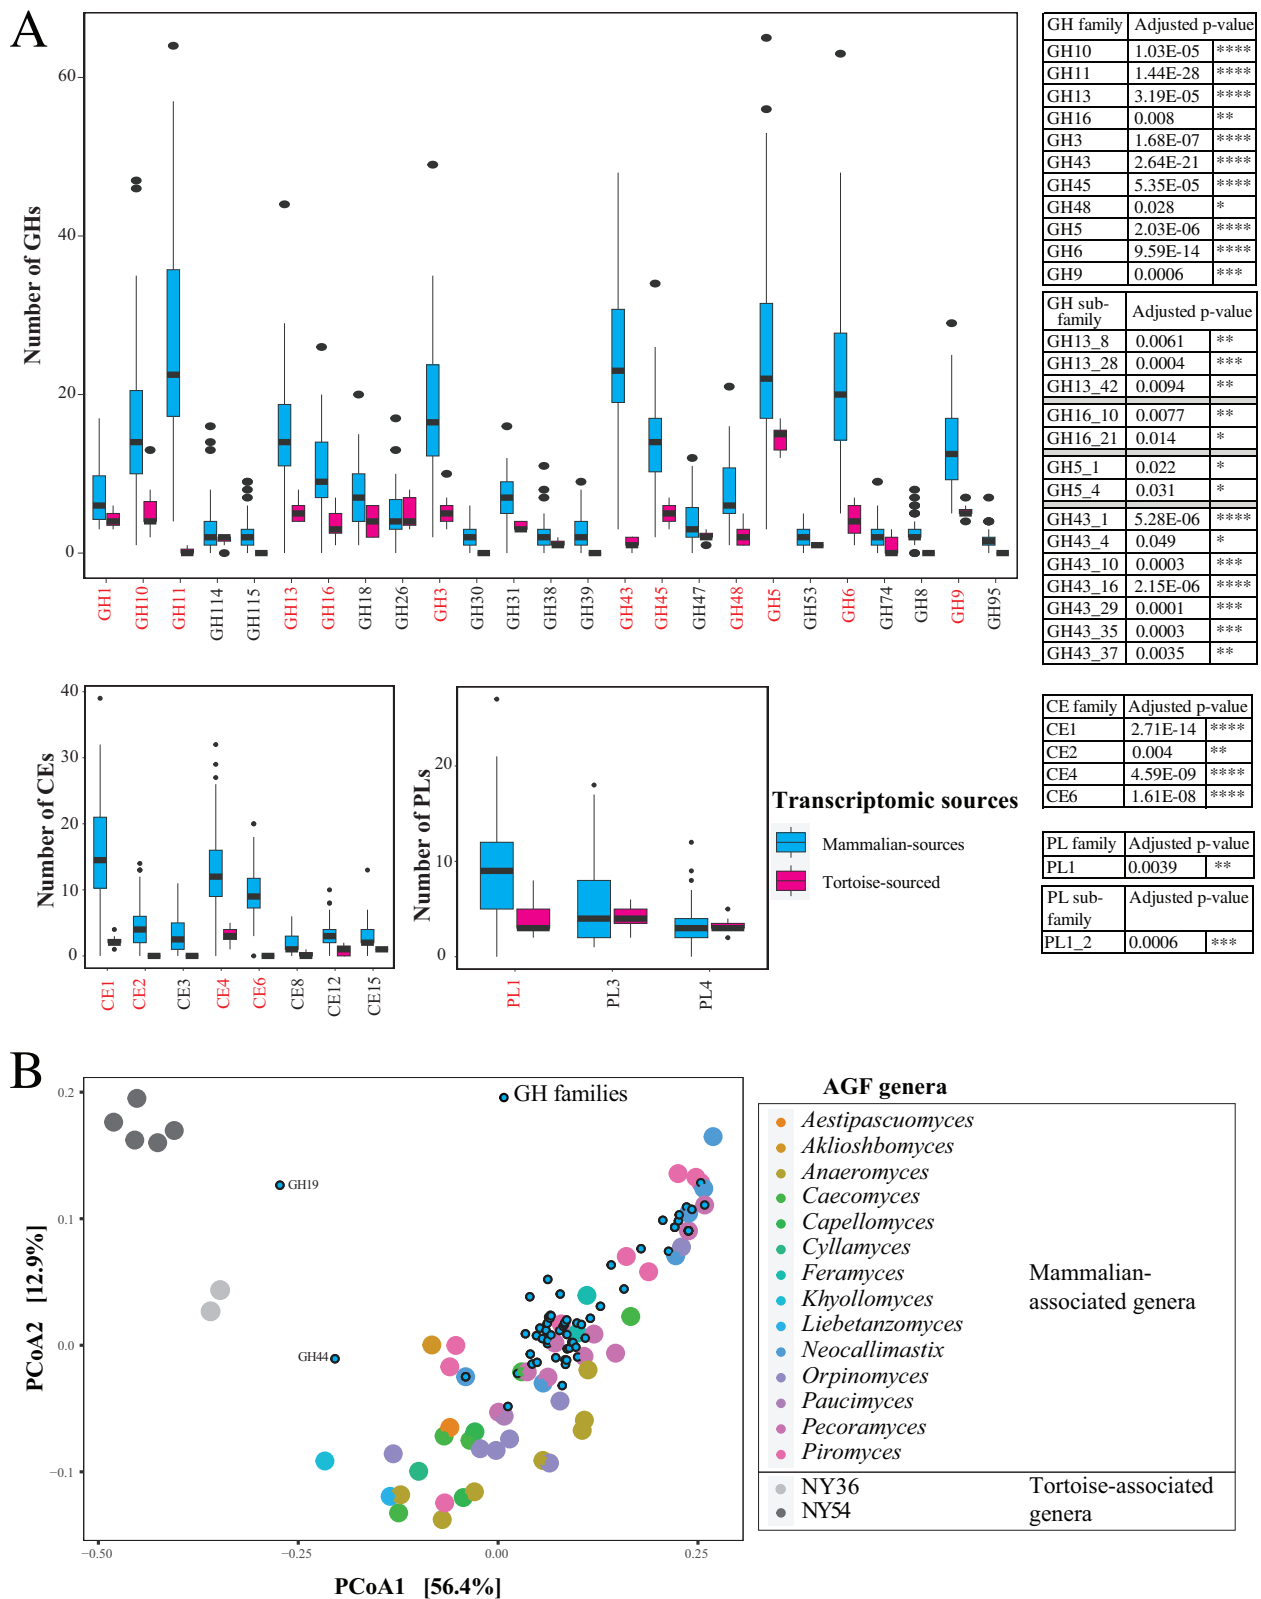 A
Number of GHs
60
40
20
0
GH1
GH10
GH11
GH114
GH115
GH13
GH16
GH18
GH26
GH3
GH30
GH31
GH38
GH39
GH43
GH45
GH47
GH48
GH5
GH53
GH6
GH74
GH8
GH9
GH95
GH family Adjusted p-value
GH10 1.03E-05 ****
GH11 1.44E-28 ****
GH13 3.19E-05 ****
GH16 0.008 **
GH3 1.68E-07 ****
GH43 2.64E-21 ****
GH45 5.35E-05 ****
GH48 0.028 *
GH5 2.03E-06 ****
GH6 9.59E-14 ****
GH9 0.0006 ***
GH sub-
family Adjusted p-value
GH13_8 0.0061 **
GH13_28 0.0004 ***
GH13_42 0.0094 **
GH16_10 0.0077 **
GH16_21 0.014 *
GH5_1 0.022 *
GH5_4 0.031 *
GH43_1 5.28E-06 ****
GH43_4 0.049 *
GH43_10 0.0003 ***
GH43_16 2.15E-06 ****
GH43_29 0.0001 ***
GH43_35 0.0003 ***
GH43_37 0.0035 **
Number of CEs
40
30
20
10
0
CE1
CE2
CE3
CE4
CE6
CE8
CE12
CE15
Number of PLs
20
10
0
PL1
PL3
PL4
Transcriptomic sources
Mammalian-sources
Tortoise-sourced
CE family Adjusted p-value
CE1 2.71E-14 ****
CE2 0.004 **
CE4 4.59E-09 ****
CE6 1.61E-08 ****
PL family Adjusted p-value
PL1 0.0039 **
PL sub-
family Adjusted p-value
PL1_2 0.0006 ***
B
PCoA2 [12.9%]
0.2
0.1
0.0
−0.1
−0.50
−0.25
0.00
0.25
PCoA1 [56.4%]
GH families
GH19
GH44
AGF genera
Aestipascuomyces
Aklioshbomyces
Anaeromyces
Caecomyces
Capellomyces
Cyllamyces
Feramyces
Khyollomyces
Liebetanzomyces
Neocallimastix
Orpinomyces
Paucimyces
Pecoramyces
Piromyces
Mammalian-
associated genera
NY36
NY54
Tortoise-associated
genera